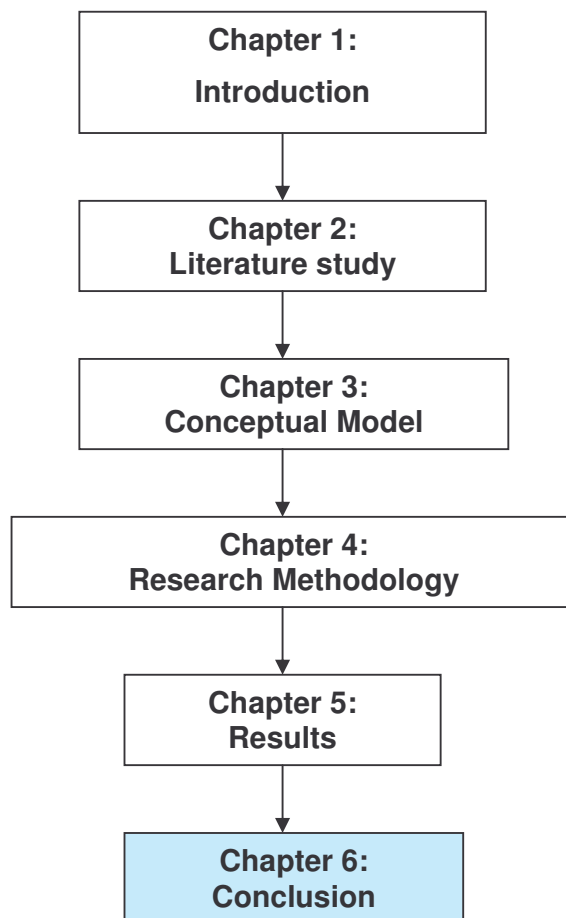 Chapter 1:
Introduction
Chapter 2:
Literature study
Chapter 3:
Conceptual Model
Chapter 4:
Research Methodology
Chapter 5:
Results
Chapter 6:
Conclusion